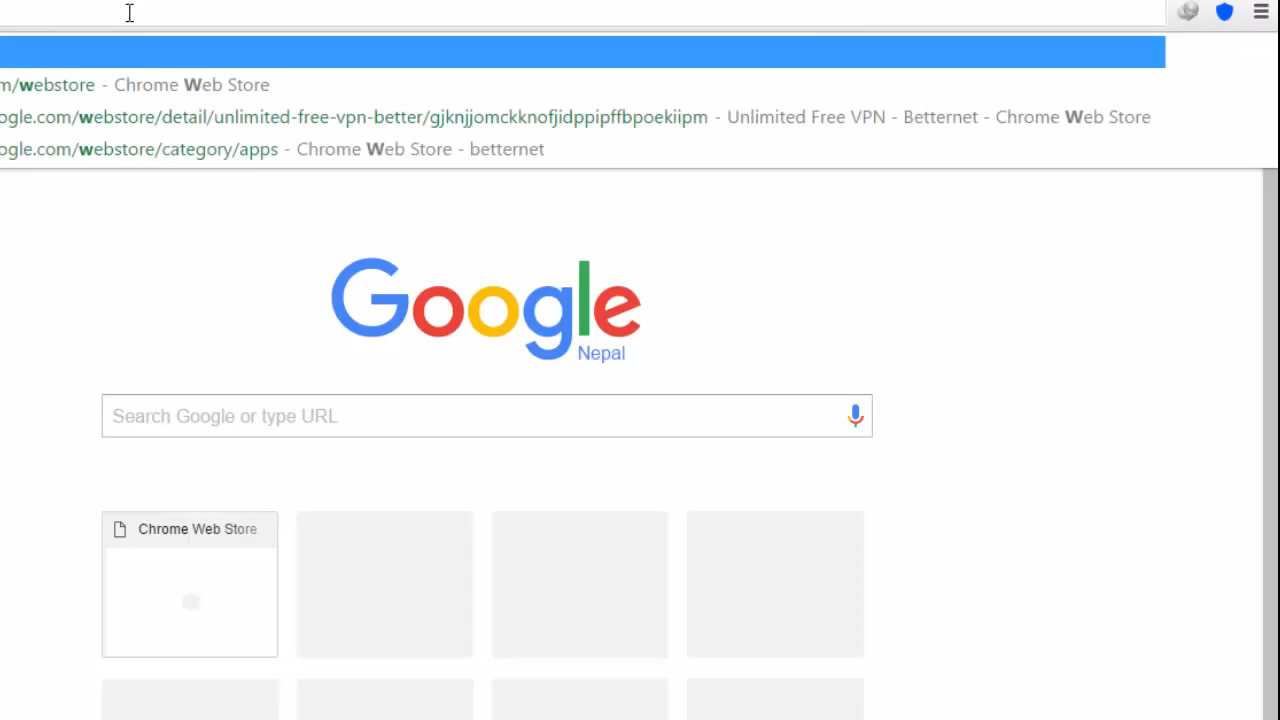 m/webstore - Chrome Web Store
ogle.com/webstore/detail/unlimited-free-vpn-better/gjknjjomckknofjidppipffbpoekiipm - Unlimited Free VPN - Betternet - Chrome Web Store
ogle.com/webstore/category/apps - Chrome Web Store - betternet
Google
Nepal
Search Google or type URL
Chrome Web Store